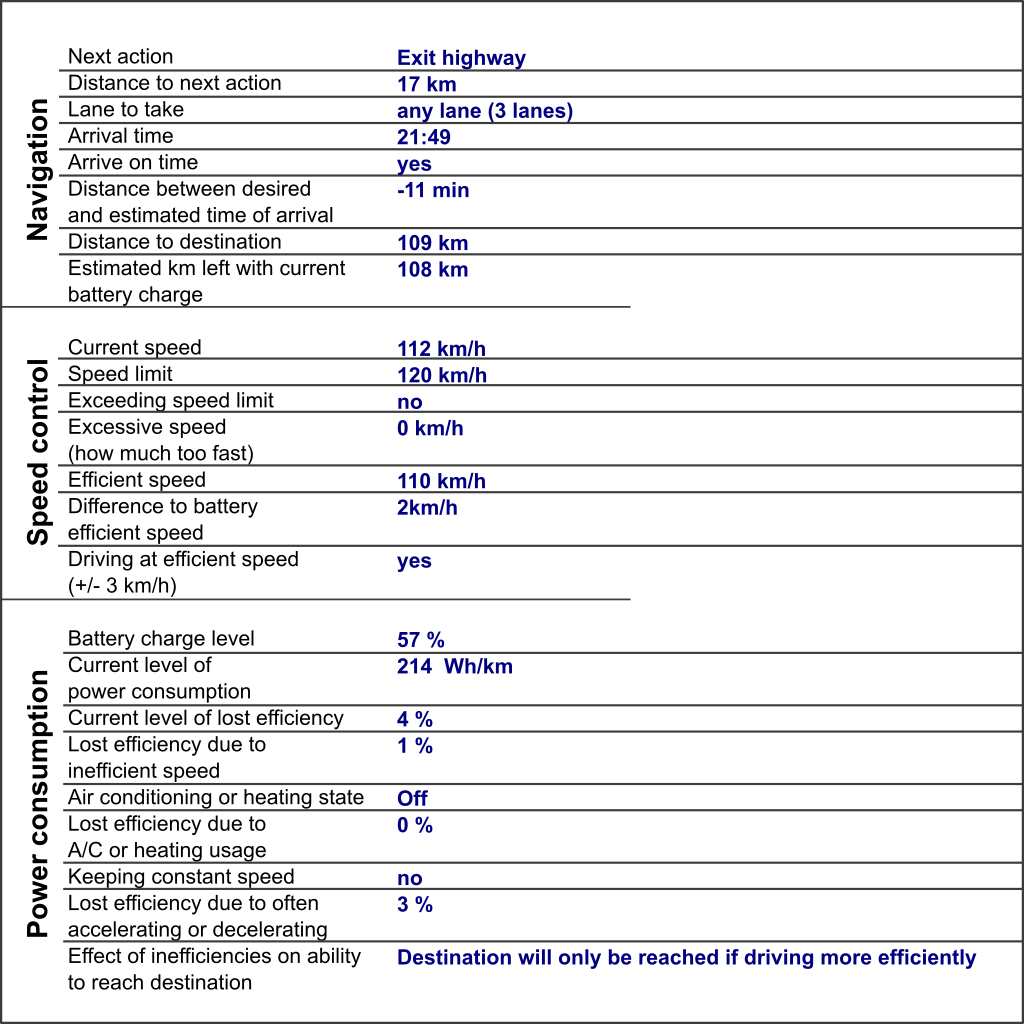 Navigation
Next action Exit highway
Distance to next action 17 km
Lane to take any lane (3 lanes)
Arrival time 21:49
Arrive on time yes
Distance between desired -11 min
and estimated time of arrival
Distance to destination 109 km
Estimated km left with current 108 km
battery charge
Speed control
Current speed 112 km/h
Speed limit 120 km/h
Exceeding speed limit no
Excessive speed 0 km/h
(how much too fast)
Efficient speed 110 km/h
Difference to battery 2km/h
efficient speed
Driving at efficient speed yes
(+/- 3 km/h)
Power consumption
Battery charge level 57 %
Current level of 214  Wh/km
power consumption
Current level of lost efficiency 4 %
Lost efficiency due to 1 %
inefficient speed
Air conditioning or heating state Off
Lost efficiency due to 0 %
A/C or heating usage
Keeping constant speed no
Lost efficiency due to often 3 %
accelerating or decelerating
Effect of inefficiencies on ability Destination will only be reached if driving more efficiently
to reach destination